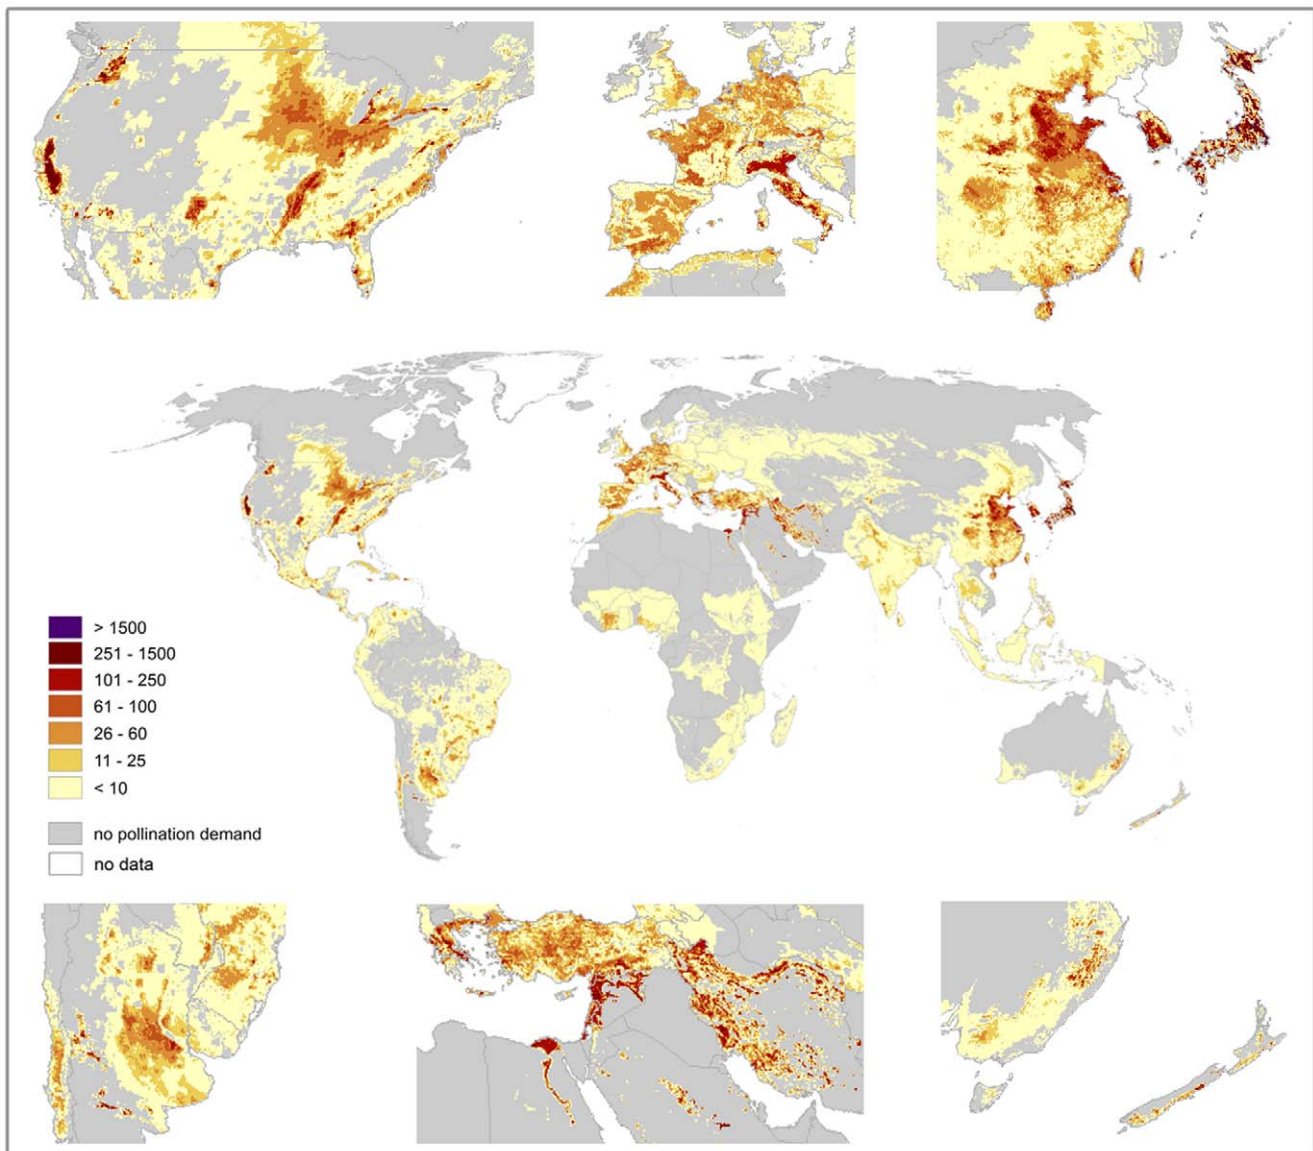 > 1500
251 - 1500
101 - 250
61 - 100
26 - 60
11 - 25
< 10
no pollination demand
no data